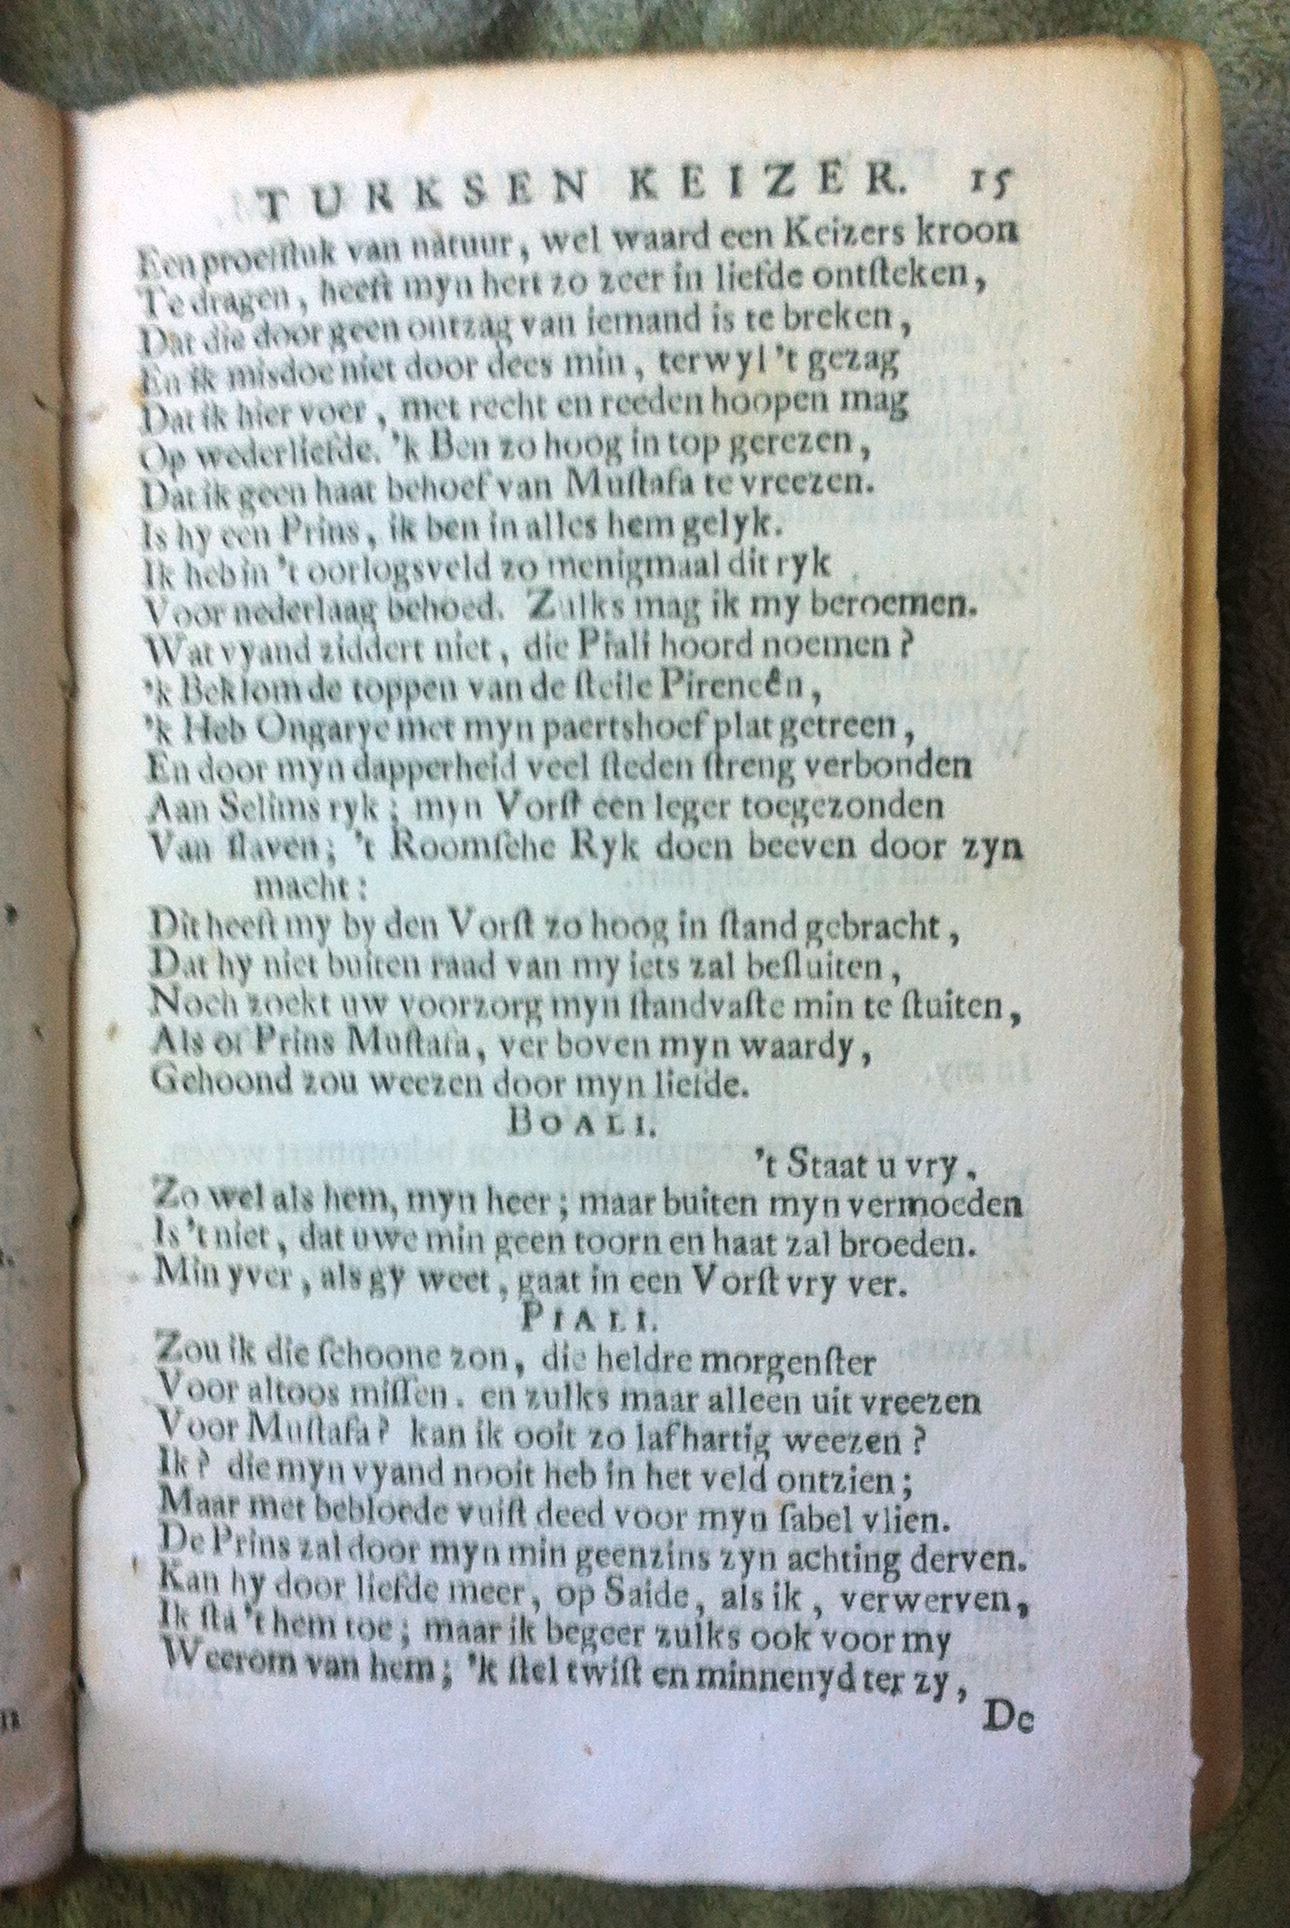 TURKSEN KEIZER. 15
Een proefſtuk van natuur, wel waard een Keizers kroon
Te dragen, heeft myn hert zo zeer in liefde ontſteken,
Dat die door geen ontzag van iemand is te breken,
En ik misdoe niet door dees min, terwyl 't gezag
Dat ik hier voer, met recht en reeden hoopen mag
Op wederliefde. 'k Ben zo hoog in top gerezen,
Dat ik geen haat behoef van Muſtafa te vreezen.
Is hy een Prins, ik ben in alles hem gelyk.
Ik heb in 't oorlogsveld zo menigmaal dit ryk
Voor nederlaag behoed. Zulks mag ik my beroemen.
Wat vyand ziddert niet, die Piali hoord noemen?
'k Beklom de toppen van de ſteile Pireneên,
'k Heb Ongarye met myn paertshoef plat getreen,
En door myn dapperheid veel ſteden ſtreng verbonden
Aan Selims ryk; myn Vorſt een leger toegezonden
Van ſlaven; 't Roomſche Ryk doen beeven door zyn
macht:
Dit heeft my by den Vorſt zo hoog in ſtand gebracht,
Dat hy niet buiten raad van my iets zal beſluiten,
Noch zoekt uw voorzorg myn ſtandvaſte min te ſtuiten,
Als of Prins Muſtafa, ver boven myn waardy,
Gehoond zou weezen door myn liefde.
BOALI.
't Staat u vry.
Zo wel als hem, myn heer; maar buiten myn vermoeden
Is 't niet, dat uwe min geen toorn en haat zal broeden.
Min yver, als gy weet, gaat in een Vorſt vry ver.
PIALI.
Zou ik die ſchoone zon, die heldre morgenſter
Voor altoos miſſen. en zulks maar alleen uit vreezen
Voor Muſtafa? kan ik ooit zo lafhartig weezen?
Ik? die myn vyand nooit heb in het veld ontzien;
Maar met bebloede vuiſt deed voor myn ſabel vlien.
De Prins zal door myn min geenzins zyn achting derven.
Kan hy door liefde meer, op Saide, als ik, verwerven,
Ik ſta 't hem toe; maar ik begeer zulks ook voor my
Weerom van hem; 'k ſtel twiſt en minnenyd ter zy,
De